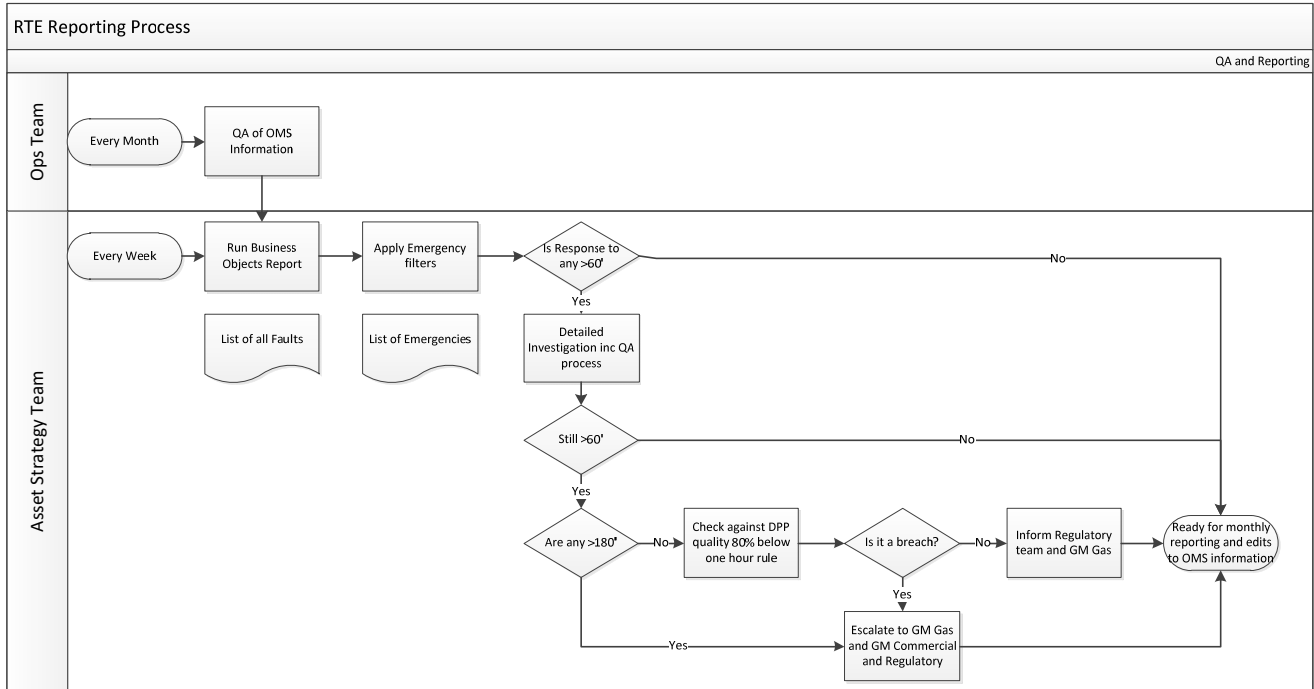 RTE Reporting Process
QA and Reporting
Ops Team
Every Month
QA of OMS
Information
Asset Strategy Team
Every Week
Run Business
Objects Report
Apply Emergency
filters
Is Response to
any >60'
No
Yes
List of all Faults
List of Emergencies
Detailed
Investigation inc QA
process
Still >60'
No
Yes
Are any >180'
No
Check against DPP
quality 80% below
one hour rule
Is it a breach?
No
Inform Regulatory
team and GM Gas
Ready for monthly
reporting and edits
to OMS information
Yes
Yes
Escalate to GM Gas
and GM Commercial
and Regulatory